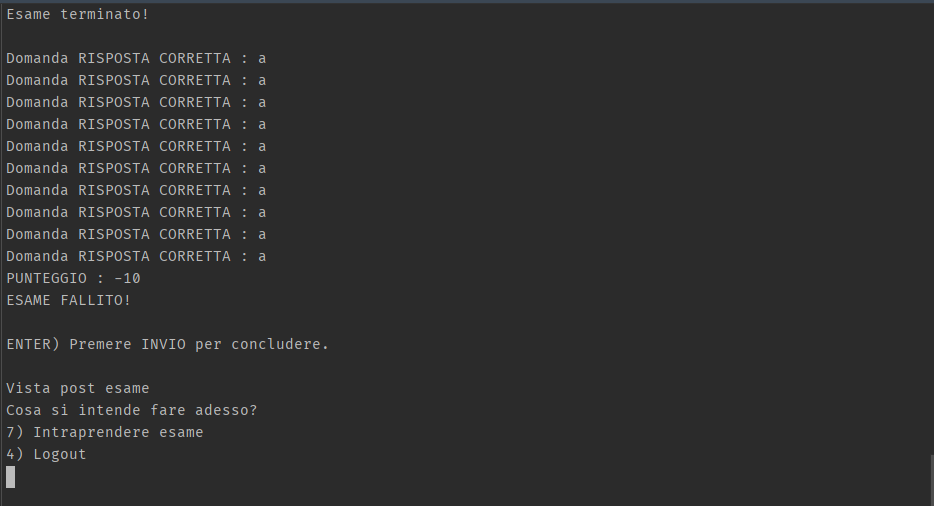 Esame terminato!
Domanda RISPOSTA CORRETTA : a
Domanda RISPOSTA CORRETTA : a
Domanda RISPOSTA CORRETTA : a
Domanda RISPOSTA CORRETTA : a
Domanda RISPOSTA CORRETTA : a
Domanda RISPOSTA CORRETTA : a
Domanda RISPOSTA CORRETTA : a
Domanda RISPOSTA CORRETTA : a
Domanda RISPOSTA CORRETTA : a
Domanda RISPOSTA CORRETTA : a
PUNTEGGIO : -10
ESAME FALLITO!
ENTER) Premere INVIO per concludere.
Vista post esame
Cosa si intende fare adesso?
7) Intraprendere esame
4) Logout